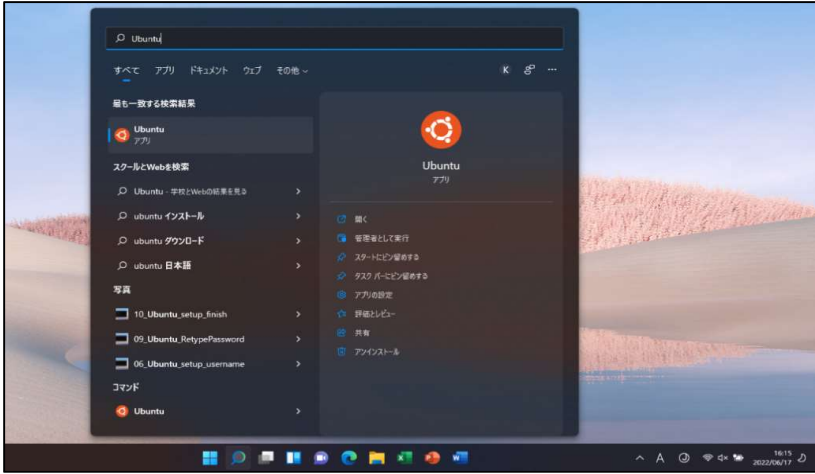 Ubuntu
すべて アプリ ドキュメント ウェブ その他
K
最も一致する検索結果
Ubuntu
アプリ
スクールとWebを検索
Ubuntu - 学校とWebの結果を見る
ubuntu インストール
ubuntu ダウンロード
ubuntu 日本語
写真
10_Ubuntu_setup_finish
09_Ubuntu_RetypePassword
06_Ubuntu_setup_username
コマンド
Ubuntu
Ubuntu
アプリ
開く
管理者として実行
スタートにピン留めする
タスク バーにピン留めする
アプリの設定
評価とレビュー
共有
アンインストール
A
16:15
2022/06/17